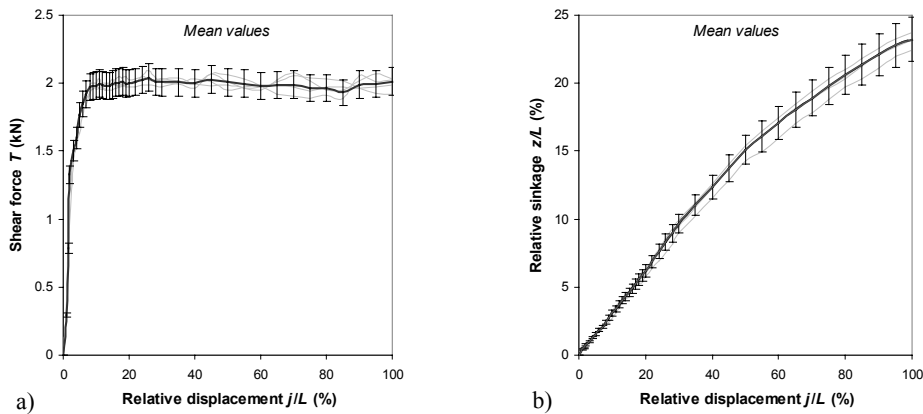 Mean values
2.5
2
1.5
1
0.5
0
0 20 40 60 80 100
Shear force T (kN)
Relative displacement j/L (%)
a)
Mean values
25
20
15
10
5
0
0 20 40 60 80 100
Relative sinkage z/L (%)
Relative displacement j/L (%)
b)